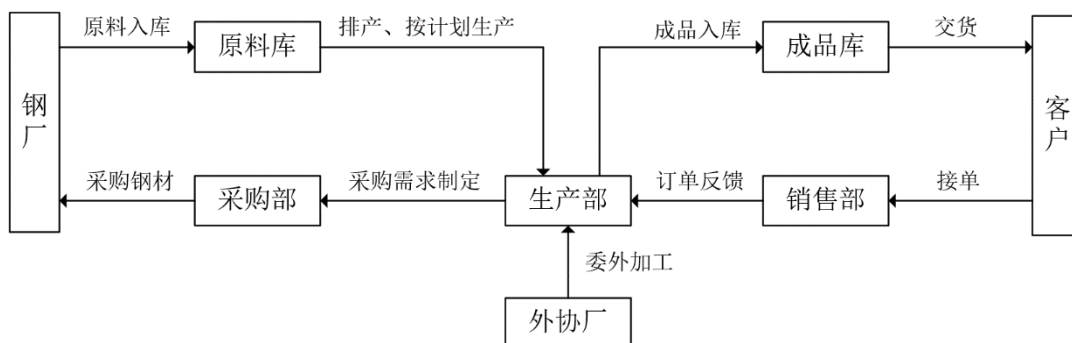 原料入库
原料库
排产、按计划生产
成品入库
成品库
交货
钢厂
客户
采购钢材
采购部
采购需求制定
生产部
订单反馈
销售部
接单
委外加工
外协厂